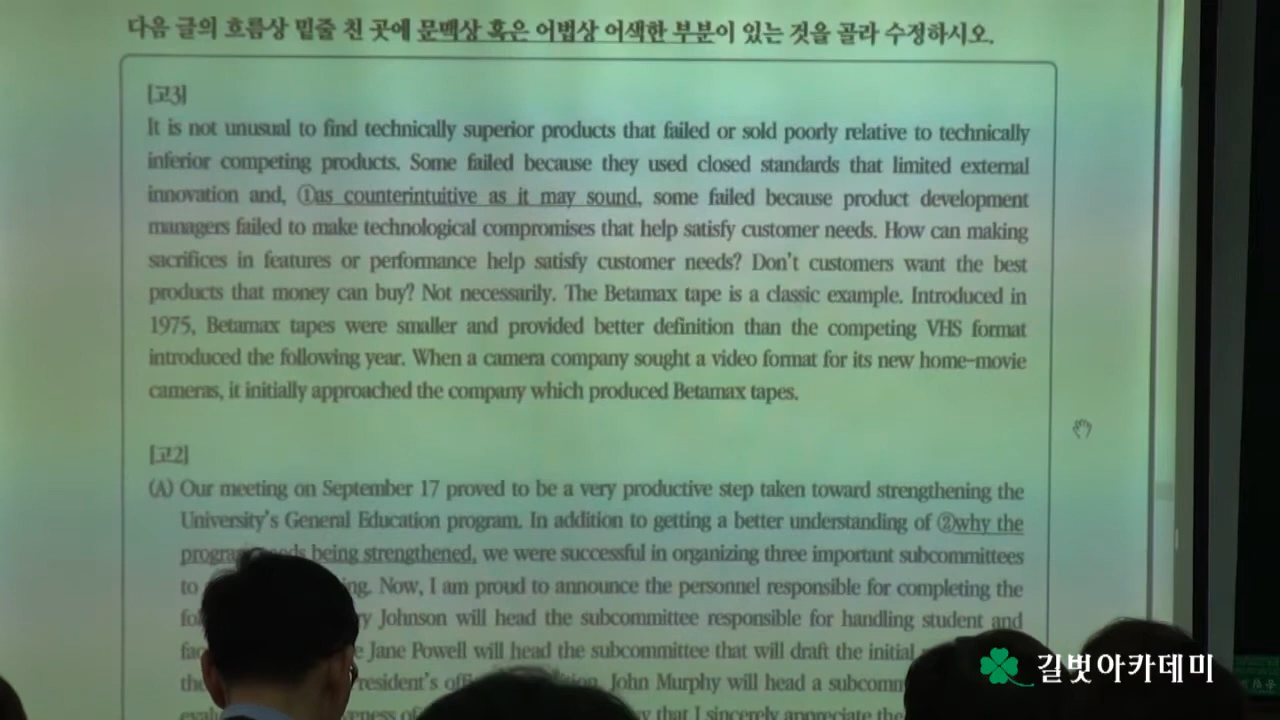 다음 글의 흐름상 밑줄 친 곳에 문맥상 혹은 어법상 어색한 부분이 있는 것을 골라 수정하시오.
[고3]
It is not unusual to find technically superior products that failed or sold poorly relative to technically
inferior competing products. Some failed because they used closed standards that limited external
innovation and, ①as counterintuitive as it may sound, some failed because product development
managers failed to make technological compromises that help satisfy customer needs. How can making
sacrifices in features or performance help satisfy customer needs? Don't customers want the best
products that money can buy? Not necessarily. The Betamax tape is a classic example. Introduced in
1975, Betamax tapes were smaller and provided better definition than the competing VHS format
introduced the following year. When a camera company sought a video format for its new home-movie
cameras, it initially approached the company which produced Betamax tapes.
[고2]
(A) Our meeting on September 17 proved to be a very productive step taken toward strengthening the
University's General Education program. In addition to getting a better understanding of ②why the
being strengthened, we were successful in organizing three important subcommittees
to Now, I am proud to announce the personnel responsible for completing the
Johnson will head the subcommittee responsible for handling student and
Jane Powell will head the subcommittee that will draft the initial
John Murphy will head a
that I sincerely appreciate the
길벗아카데미